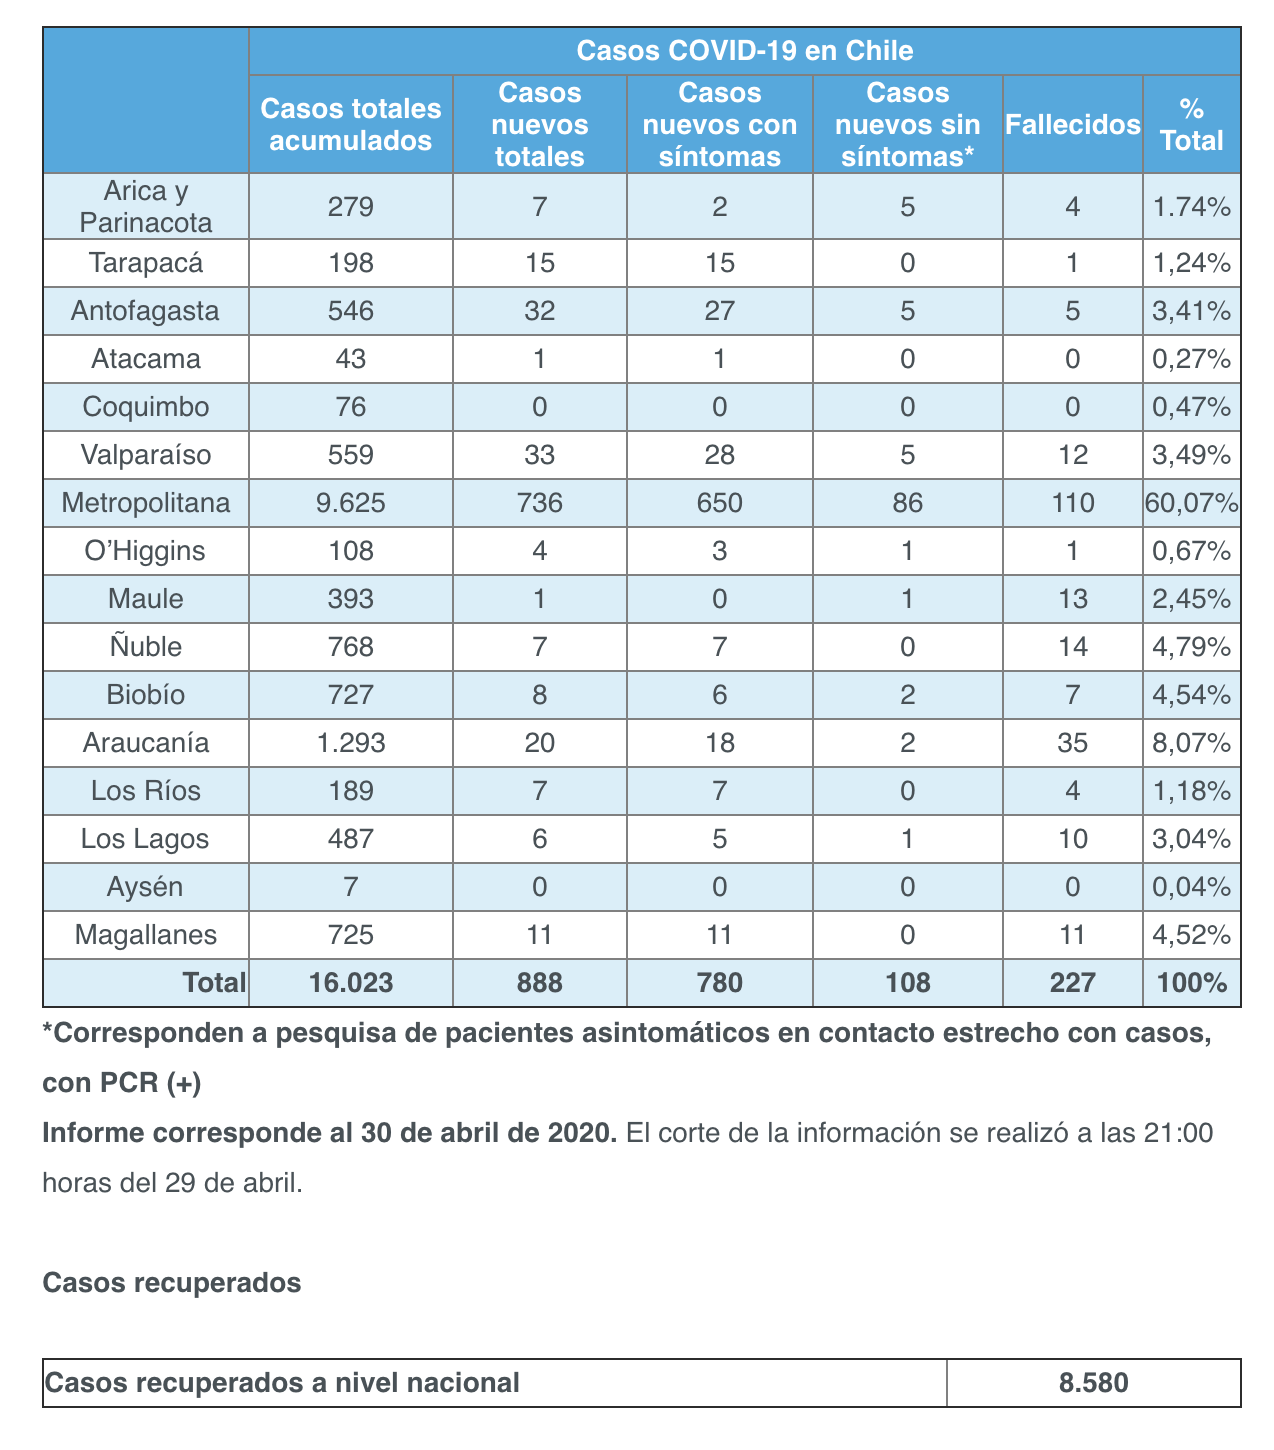 Casos COVID-19 en Chile
Casos totales acumulados Casos nuevos totales Casos nuevos con síntomas Casos nuevos sin síntomas* Fallecidos % Total
Arica y Parinacota 279 7 2 5 4 1.74%
Tarapacá 198 15 15 0 1 1,24%
Antofagasta 546 32 27 5 5 3,41%
Atacama 43 1 1 0 0 0,27%
Coquimbo 76 0 0 0 0 0,47%
Valparaíso 559 33 28 5 12 3,49%
Metropolitana 9.625 736 650 86 110 60,07%
O’Higgins 108 4 3 1 1 0,67%
Maule 393 1 0 1 13 2,45%
Ñuble 768 7 7 0 14 4,79%
Biobío 727 8 6 2 7 4,54%
Araucanía 1.293 20 18 2 35 8,07%
Los Ríos 189 7 7 0 4 1,18%
Los Lagos 487 6 5 1 10 3,04%
Aysén 7 0 0 0 0 0,04%
Magallanes 725 11 11 0 11 4,52%
Total 16.023 888 780 108 227 100%
*Corresponden a pesquisa de pacientes asintomáticos en contacto estrecho con casos,
con PCR (+)
Informe corresponde al 30 de abril de 2020. El corte de la información se realizó a las 21:00
horas del 29 de abril.
Casos recuperados
Casos recuperados a nivel nacional 8.580